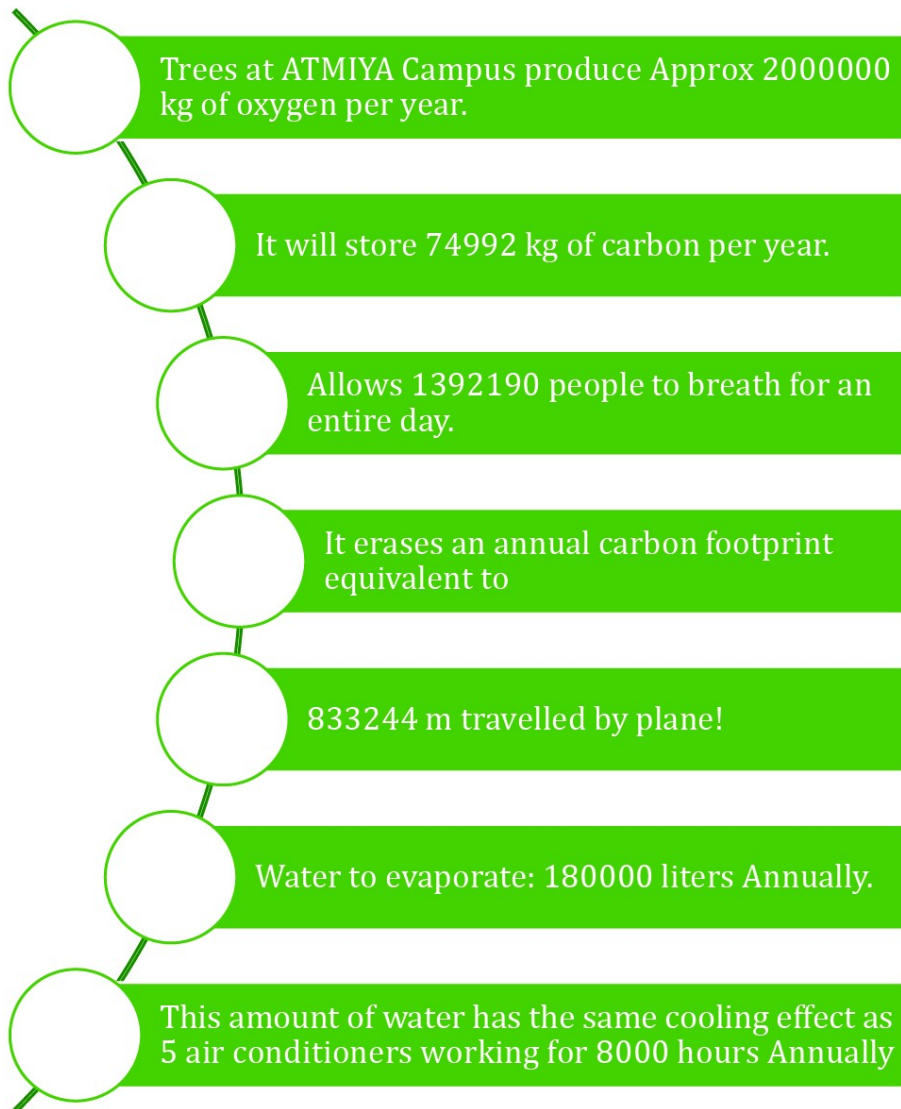 Trees at ATMIYA Campus produce Approx 2000000
kg of oxygen per year.
It will store 74992 kg of carbon per year.
Allows 1392190 people to breath for an
entire day.
It erases an annual carbon footprint
equivalent to
833244 m travelled by plane!
Water to evaporate: 180000 liters Annually.
This amount of water has the same cooling effect as
5 air conditioners working for 8000 hours Annually